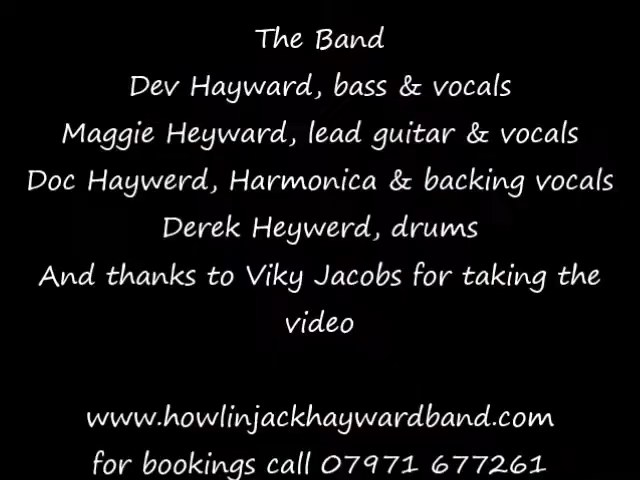 The Band
Dev Hayward, bass & vocals
Maggie Heyward, lead guitar & vocals
Doc Haywerd, Harmonica & backing vocals
Derek Heywerd, drums
And thanks to Viky Jacobs for taking the
video
www.howlinjackhaywardband.com
for bookings call 07971 677261